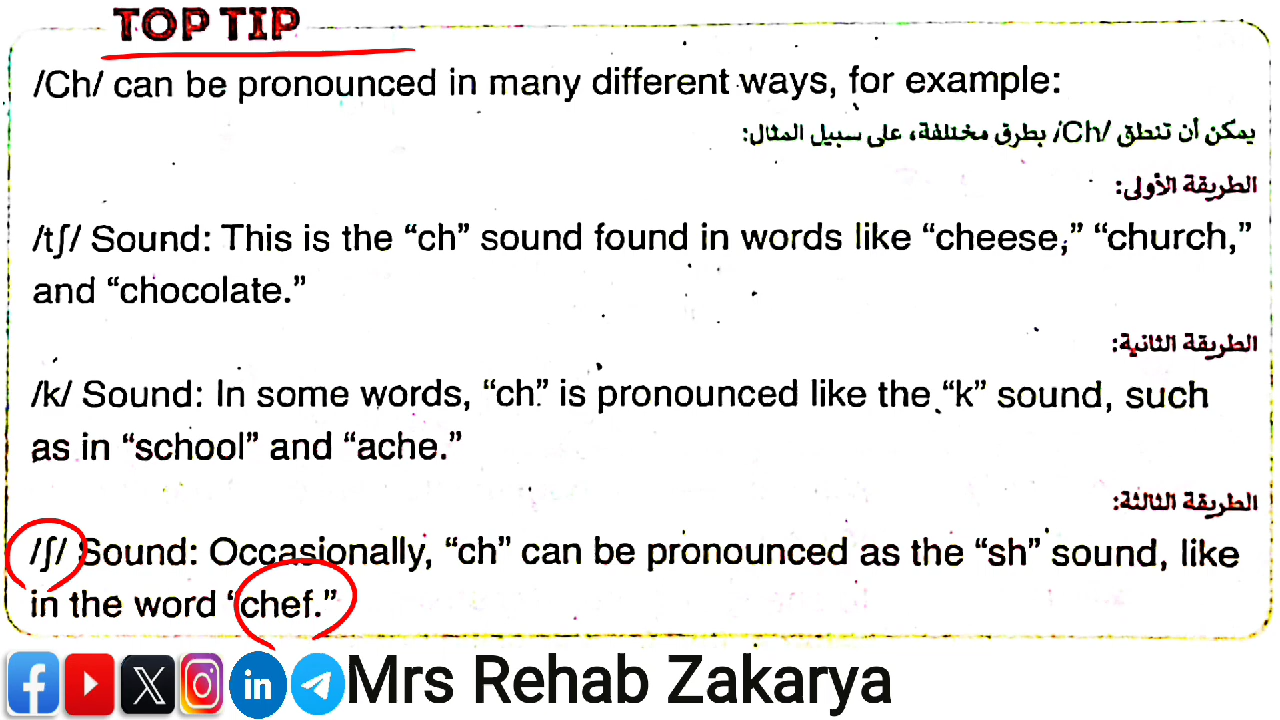 TOP TIP
/Ch/ can be pronounced in many different ways, for example:
يمكن أن تنطق /Ch/ بطرق مختلفة، على سبيل المثال:
الطريقة الأولى:
/tʃ/ Sound: This is the “ch” sound found in words like “cheese,” “church,”
and “chocolate.”
الطريقة الثانية:
/k/ Sound: In some words, “ch” is pronounced like the “k” sound, such
as in “school” and “ache.”
الطريقة الثالثة:
/ʃ/ Sound: Occasionally, “ch” can be pronounced as the “sh” sound, like
in the word “chef.”
Mrs Rehab Zakarya